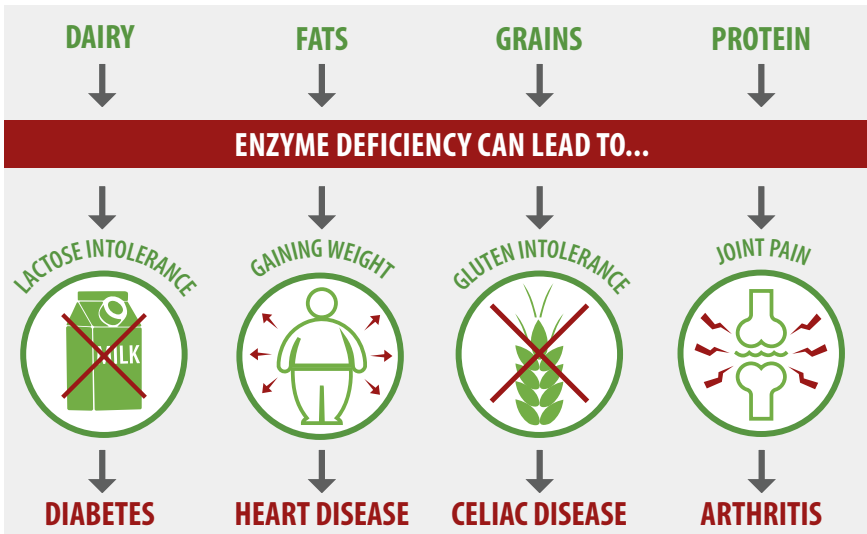 DAIRY
FATS
GRAINS
PROTEIN
ENZYME DEFICIENCY CAN LEAD TO...
LACTOSE INTOLERANCE
GAINING WEIGHT
GLUTEN INTOLERANCE
JOINT PAIN
MILK
DIABETES
HEART DISEASE
CELIAC DISEASE
ARTHRITIS